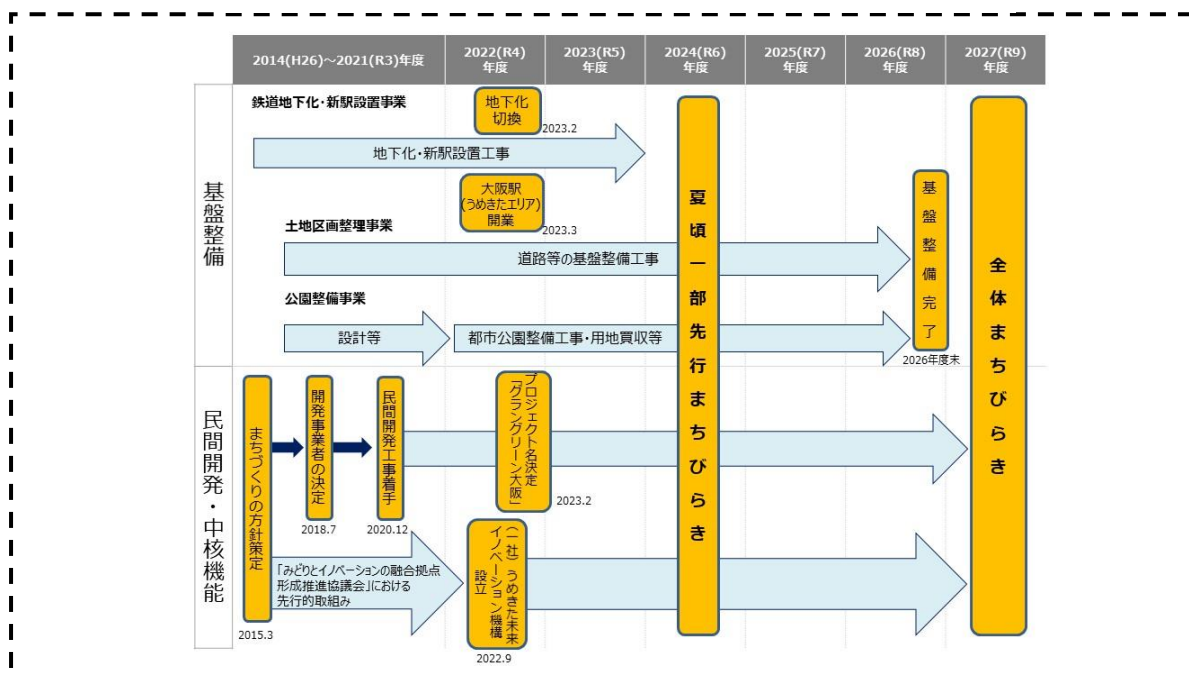 2014(H26)～2021(R3)年度
2022(R4)
年度
2023(R5)
年度
2024(R6)
年度
2025(R7)
年度
2026(R8)
年度
2027(R9)
年度
基盤整備
鉄道地下化・新駅設置事業
地下化
切換
2023.2
地下化・新駅設置工事
大阪駅
(うめきたエリア)
開業
2023.3
土地区画整理事業
道路等の基盤整備工事
公園整備事業
設計等
都市公園整備工事・用地買収等
基盤整備完了
2026年度末
夏頃一部先行まちびらき
全体まちびらき
民間開発・中核機能
まちづくりの方針策定
2015.3
開発事業者の決定
2018.7
民間開発工事着手
2020.12
プロジェクト名決定
「グラングリーン大阪」
2023.2
「みどりとイノベーションの融合拠点
形成推進協議会」における
先行的取組み
（一社）うめきた未来
イノベーション機構
設立
2022.9